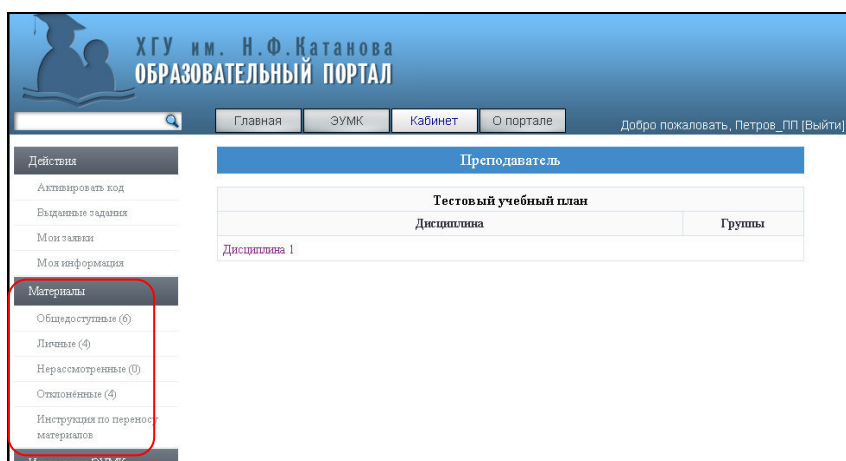 ХГУ им. Н.Ф.Катанова
ОБРАЗОВАТЕЛЬНЫЙ ПОРТАЛ
Главная
ЭУМК
Кабинет
О портале
Добро пожаловать, Петров_ПП [Выйти]
Действия
Активировать код
Выданные задания
Мои заявки
Моя информация
Материалы
Общедоступные (6)
Личные (4)
Нерассмотренные (0)
Отклонённые (4)
Инструкция по переносу
материалов
Преподаватель
Тестовый учебный план
Дисциплина
Группы
Дисциплина 1